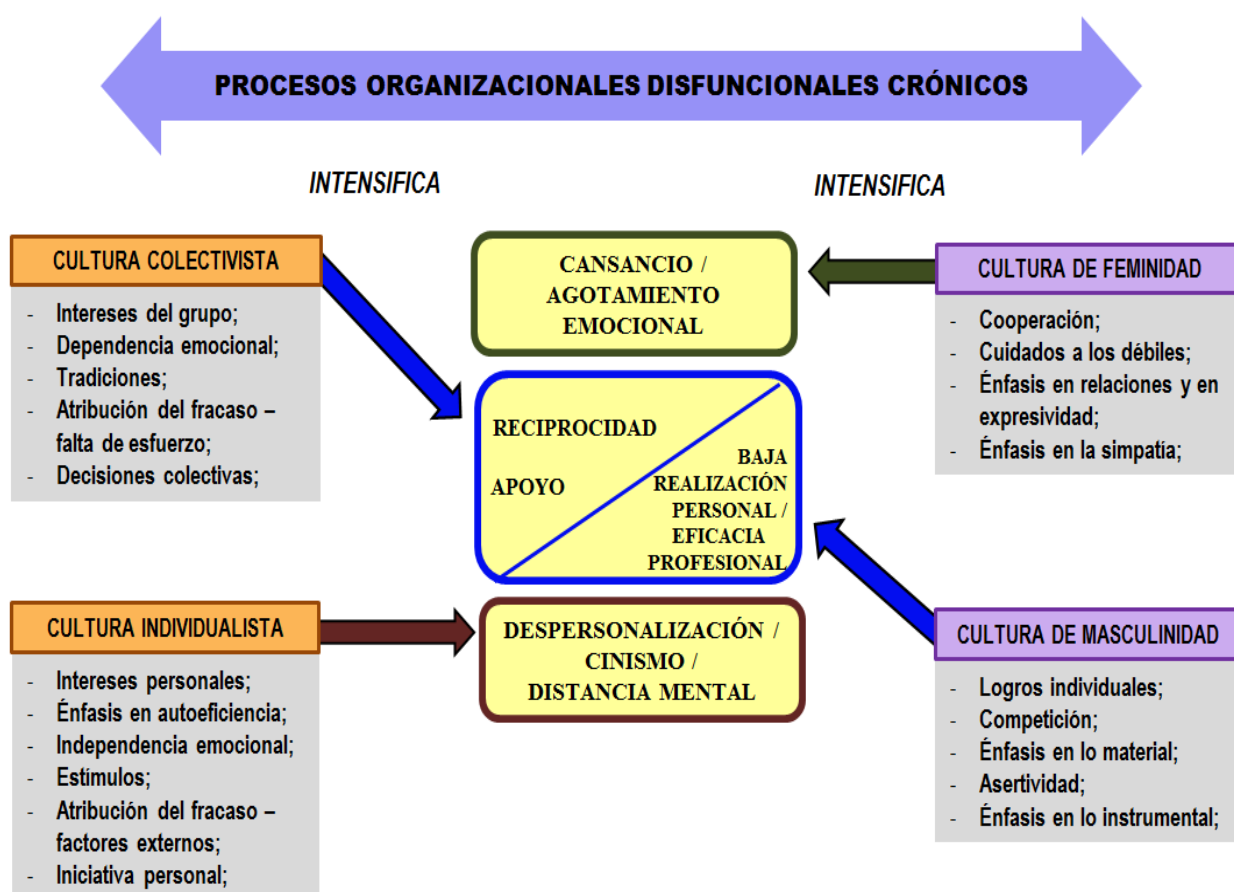 PROCESOS ORGANIZACIONALES DISFUNCIONALES CRÓNICOS
INTENSIFICA
INTENSIFICA
CULTURA COLECTIVISTA
- Intereses del grupo;
- Dependencia emocional;
- Tradiciones;
- Atribución del fracaso –
falta de esfuerzo;
- Decisiones colectivas;
CANSANCIO /
AGOTAMIENTO
EMOCIONAL
CULTURA DE FEMINIDAD
- Cooperación;
- Cuidados a los débiles;
- Énfasis en relaciones y en
expresividad;
- Énfasis en la simpatía;
RECIPROCIDAD
APOYO
BAJA
REALIZACIÓN
PERSONAL /
EFICACIA
PROFESIONAL
CULTURA INDIVIDUALISTA
- Intereses personales;
- Énfasis en autoeficiencia;
- Independencia emocional;
- Estímulos;
- Atribución del fracaso –
factores externos;
- Iniciativa personal;
DESPERSONALIZACIÓN /
CINISMO /
DISTANCIA MENTAL
CULTURA DE MASCULINIDAD
- Logros individuales;
- Competición;
- Énfasis en lo material;
- Asertividad;
- Énfasis en lo instrumental;